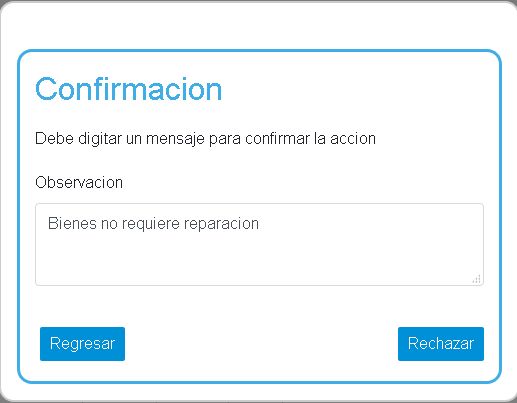 Confirmacion
Debe digitar un mensaje para confirmar la accion
Observacion
Bienes no requiere reparacion
Regresar
Rechazar